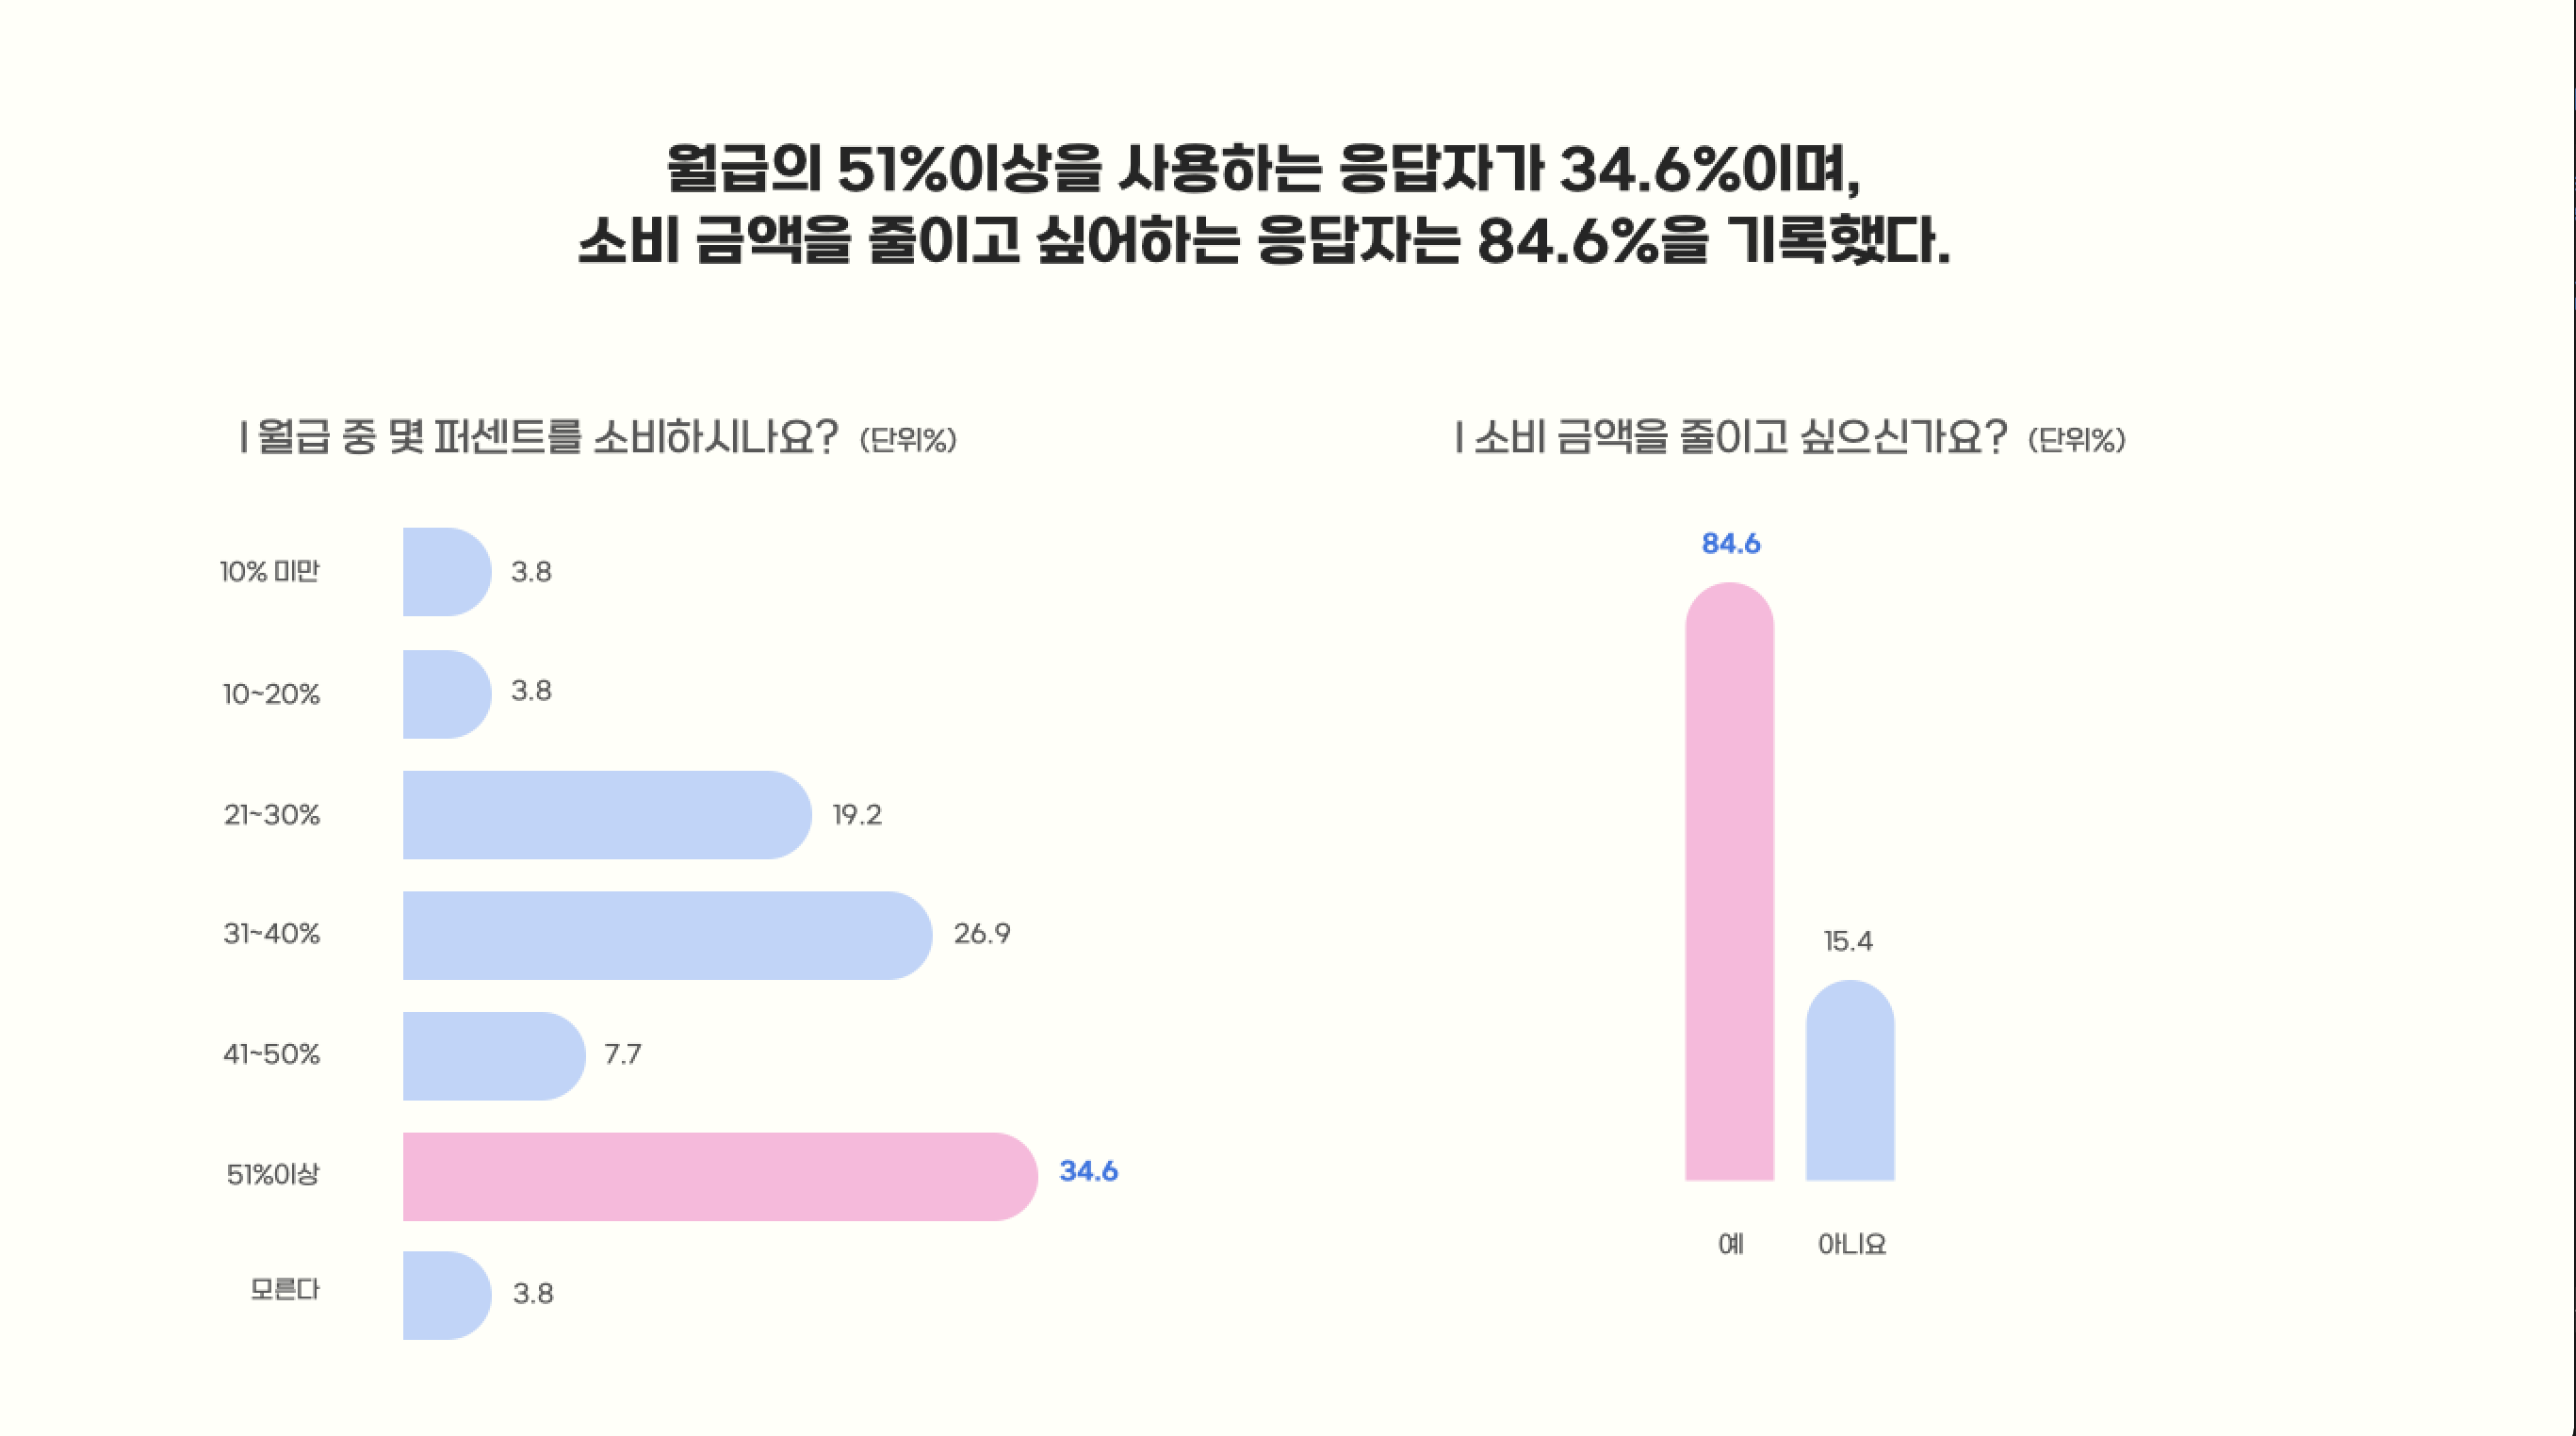 월급의 51%이상을 사용하는 응답자가 34.6%이며,
소비 금액을 줄이고 싶어하는 응답자는 84.6%을 기록했다.
| 월급 중 몇 퍼센트를 소비하시나요? (단위%)
10% 미만 3.8
10~20% 3.8
21~30% 19.2
31~40% 26.9
41~50% 7.7
51%이상 34.6
모른다 3.8
| 소비 금액을 줄이고 싶으신가요? (단위%)
84.6
15.4
예 아니요